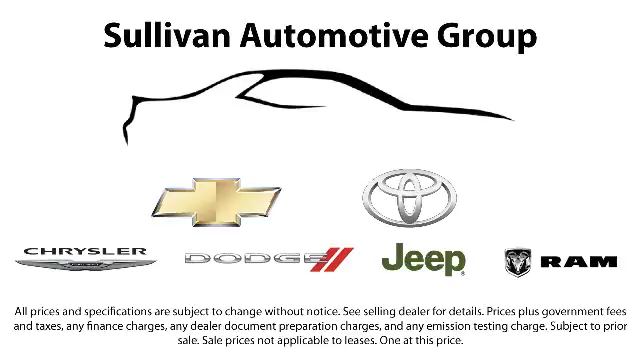 Sullivan Automotive Group
CHRYSLER
DODGE
Jeep
RAM
All prices and specifications are subject to change without notice. See selling dealer for details. Prices plus government fees
and taxes, any finance charges, any dealer document preparation charges, and any emission testing charge. Subject to prior
sale. Sale prices not applicable to leases. One at this price.